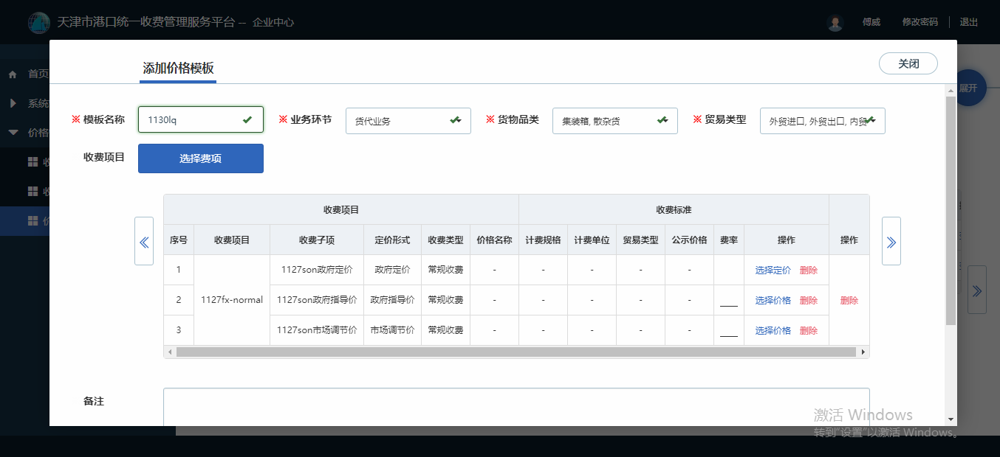 天津市港口统一收费管理服务平台 -- 企业中心
傅威 修改密码 退出
添加价格模板
关闭
首页
展开
系统
价格
收
收
价
※ 模板名称 1130lq
※ 业务环节 货代业务
※ 货物品类 集装箱, 散杂货
※ 贸易类型 外贸进口, 外贸出口, 内贸
收费项目 选择费项
收费项目 收费标准
序号 收费项目 收费子项 定价形式 收费类型 价格名称 计费规格 计费单位 贸易类型 公示价格 费率 操作 操作
1 1127son政府定价 政府定价 常规收费 - - - - - 选择定价 删除
2 1127fx-normal 1127son政府指导价 政府指导价 常规收费 - - - - - 选择价格 删除 删除
3 1127son市场调节价 市场调节价 常规收费 - - - - - 选择价格 删除
备注
激活 Windows
转到"设置"以激活 Windows。